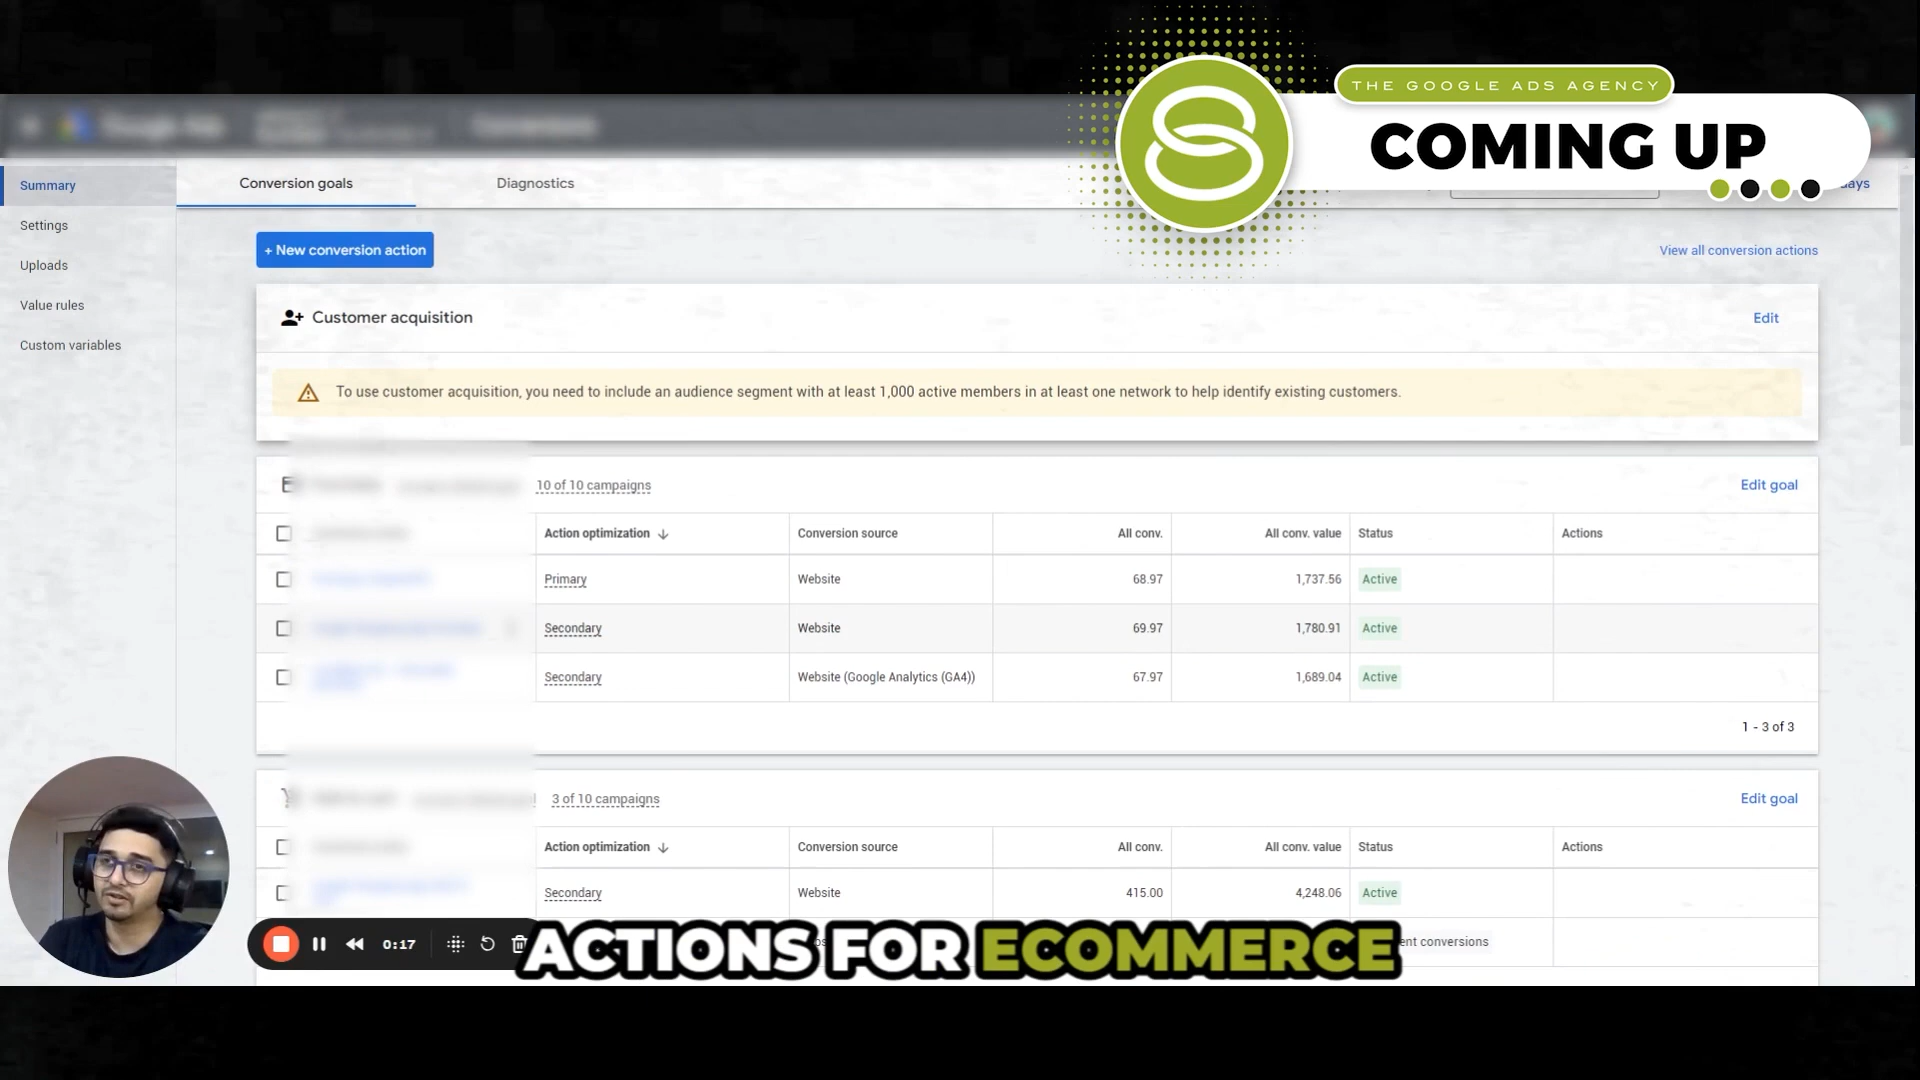 THE GOOGLE ADS AGENCY
COMING UP
Summary
Settings
Uploads
Value rules
Custom variables
Conversion goals
Diagnostics
+ New conversion action
View all conversion actions
Customer acquisition
Edit
To use customer acquisition, you need to include an audience segment with at least 1,000 active members in at least one network to help identify existing customers.
10 of 10 campaigns
Edit goal
Action optimization Conversion source All conv. All conv. value Status Actions
Primary Website 68.97 1,737.56 Active
Secondary Website 69.97 1,780.91 Active
Secondary Website (Google Analytics (GA4)) 67.97 1,689.04 Active
1 - 3 of 3
3 of 10 campaigns
Edit goal
Action optimization Conversion source All conv. All conv. value Status Actions
Secondary Website 415.00 4,248.06 Active
conversions
0:17
ACTIONS FOR ECOMMERCE